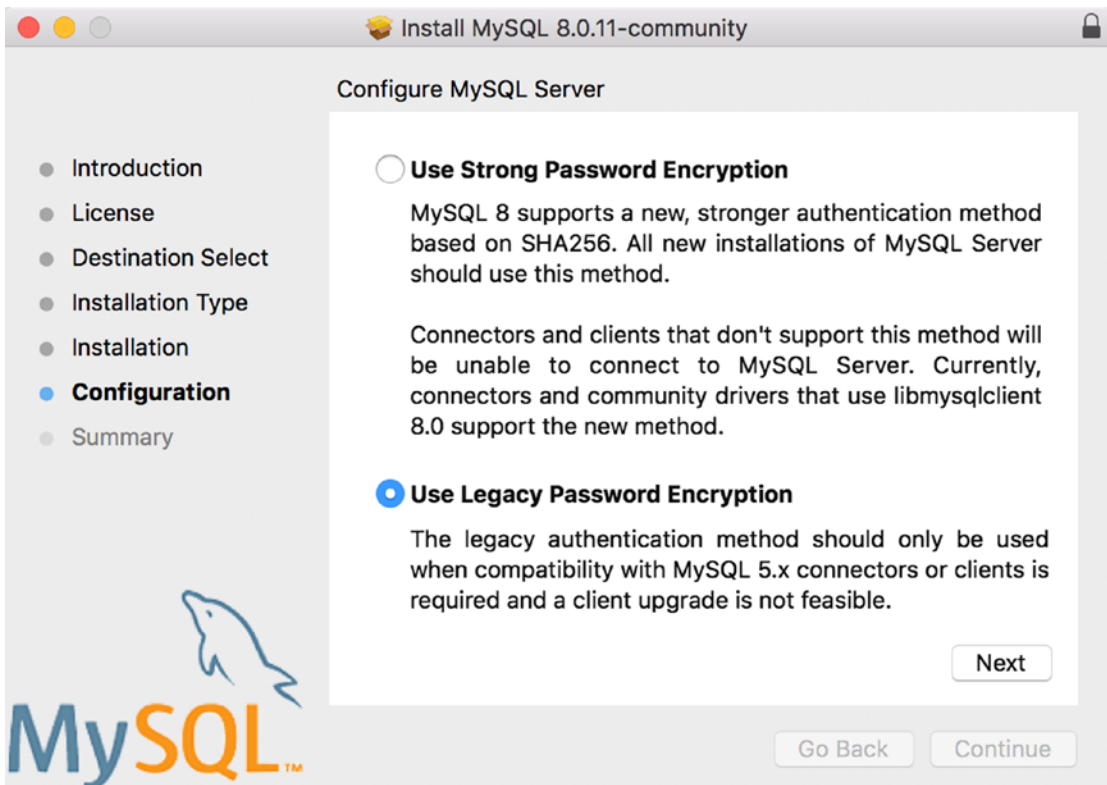 Install MySQL 8.0.11-community
Configure MySQL Server
Introduction
License
Destination Select
Installation Type
Installation
Configuration
Summary
Use Strong Password Encryption
MySQL 8 supports a new, stronger authentication method
based on SHA256. All new installations of MySQL Server
should use this method.
Connectors and clients that don't support this method will
be unable to connect to MySQL Server. Currently,
connectors and community drivers that use libmysqlclient
8.0 support the new method.
Use Legacy Password Encryption
The legacy authentication method should only be used
when compatibility with MySQL 5.x connectors or clients is
required and a client upgrade is not feasible.
Next
MySQL™
Go Back
Continue